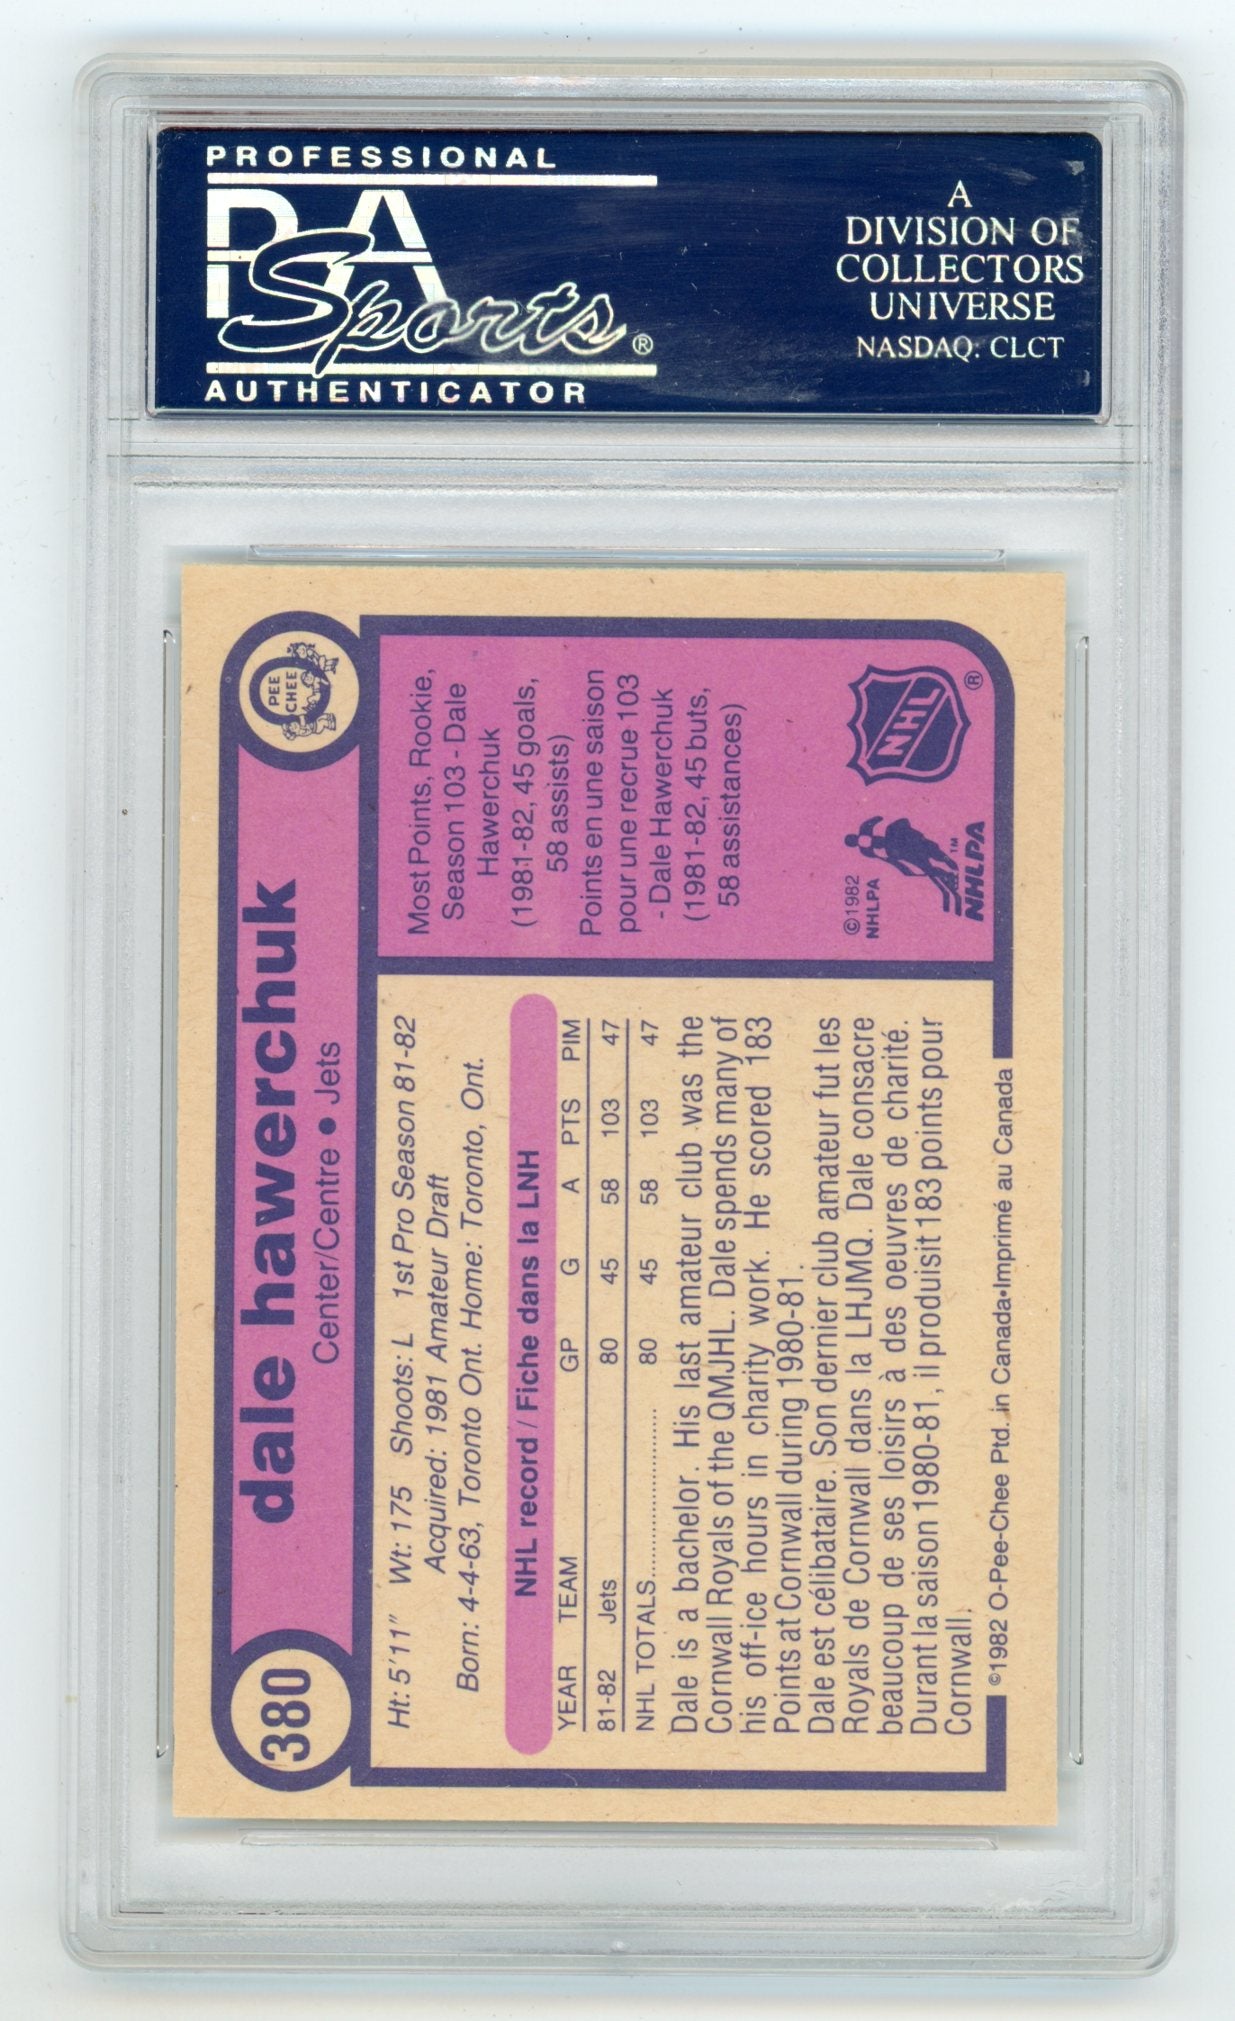 PROFESSIONAL
PSA
Sports®
AUTHENTICATOR
A
DIVISION OF
COLLECTORS
UNIVERSE
NASDAQ: CLCT
380
dale hawerchuk
Center/Centre • Jets
PEE
CHEE
Ht: 5'11" Wt: 175 Shoots: L 1st Pro Season 81-82
Acquired: 1981 Amateur Draft
Born: 4-4-63, Toronto Ont. Home: Toronto, Ont.
NHL record / Fiche dans la LNH
YEAR TEAM GP G A PTS PIM
81-82 Jets 80 45 58 103 47
NHL TOTALS.................... 80 45 58 103 47
Dale is a bachelor. His last amateur club was the
Cornwall Royals of the QMJHL. Dale spends many of
his off-ice hours in charity work. He scored 183
Points at Cornwall during 1980-81.
Dale est célibataire. Son dernier club amateur fut les
Royals de Cornwall dans la LHJMQ. Dale consacre
beaucoup de ses loisirs à des oeuvres de charité.
Durant la saison 1980-81, il produisit 183 points pour
Cornwall.
©1982 O-Pee-Chee Ptd. in Canada•Imprimé au Canada
Most Points, Rookie,
Season 103 - Dale
Hawerchuk
(1981-82, 45 goals,
58 assists)
Points en une saison
pour une recrue 103
- Dale Hawerchuk
(1981-82, 45 buts,
58 assistances)
©1982
NHLPA
NHLPA™
NHL®